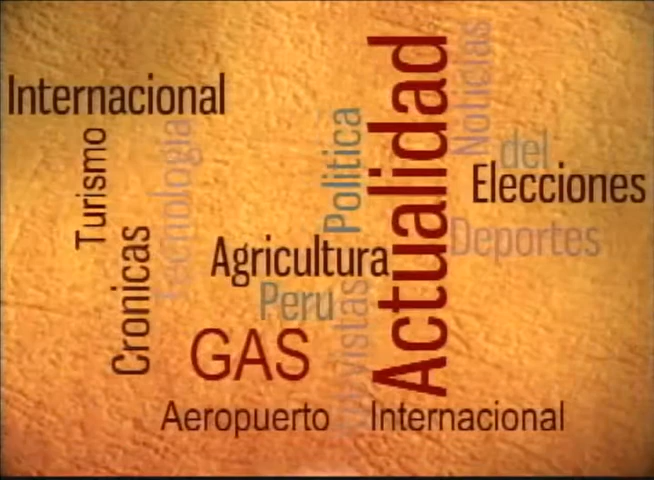 Noticias
Actualidad
Internacional
Politica
Tecnologia
Turismo
del
Elecciones
Deportes
Cronicas
Agricultura
Peru
GAS
Aeropuerto Internacional